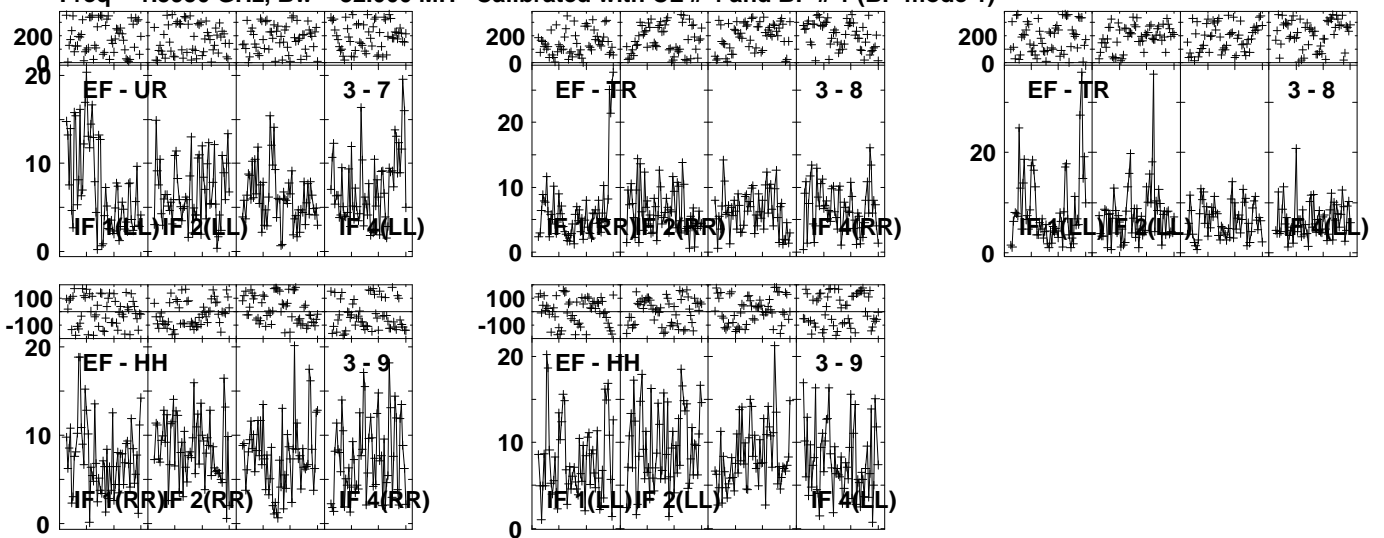 200
0
200
0
200
0
20
10
0
EF - UR
3 - 7
IF 1(LL)
IF 2(LL)
IF 4(LL)
20
10
0
EF - TR
3 - 8
IF 1(RR)
IF 2(RR)
IF 4(RR)
20
0
EF - TR
3 - 8
IF 1(LL)
IF 2(LL)
IF 4(LL)
100
-100
100
-100
20
10
0
EF - HH
3 - 9
IF 1(RR)
IF 2(RR)
IF 4(RR)
20
10
0
EF - HH
3 - 9
IF 1(LL)
IF 2(LL)
IF 4(LL)